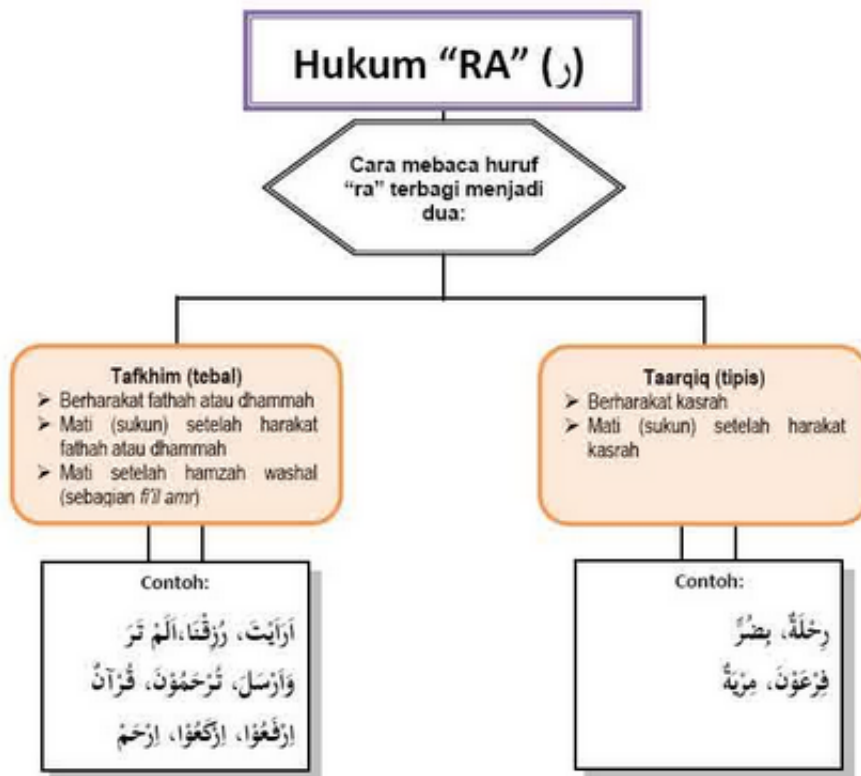 Hukum “RA” (ر)
Cara mebaca huruf
“ra” terbagi menjadi
dua:
Tafkhim (tebal)
➤ Berharakat fathah atau dhammah
➤ Mati (sukun) setelah harakat
fathah atau dhammah
➤ Mati setelah hamzah washal
(sebagian fi'il amr)
Contoh:
اَرَاَيْتَ، رُزِقْنَا،اَلَمْ تَرَ
وَاَرْسَلَ، تُرْحَمُوْنَ، قُرْآنٌ
اِرْفَعُوْا، اِرْكَعُوْا، اِرْحَمْ
Taarqiq (tipis)
➤ Berharakat kasrah
➤ Mati (sukun) setelah harakat
kasrah
Contoh:
رِحْلَةٌ، بِضُرٍّ
فِرْعَوْنَ، مِرْيَةٌ